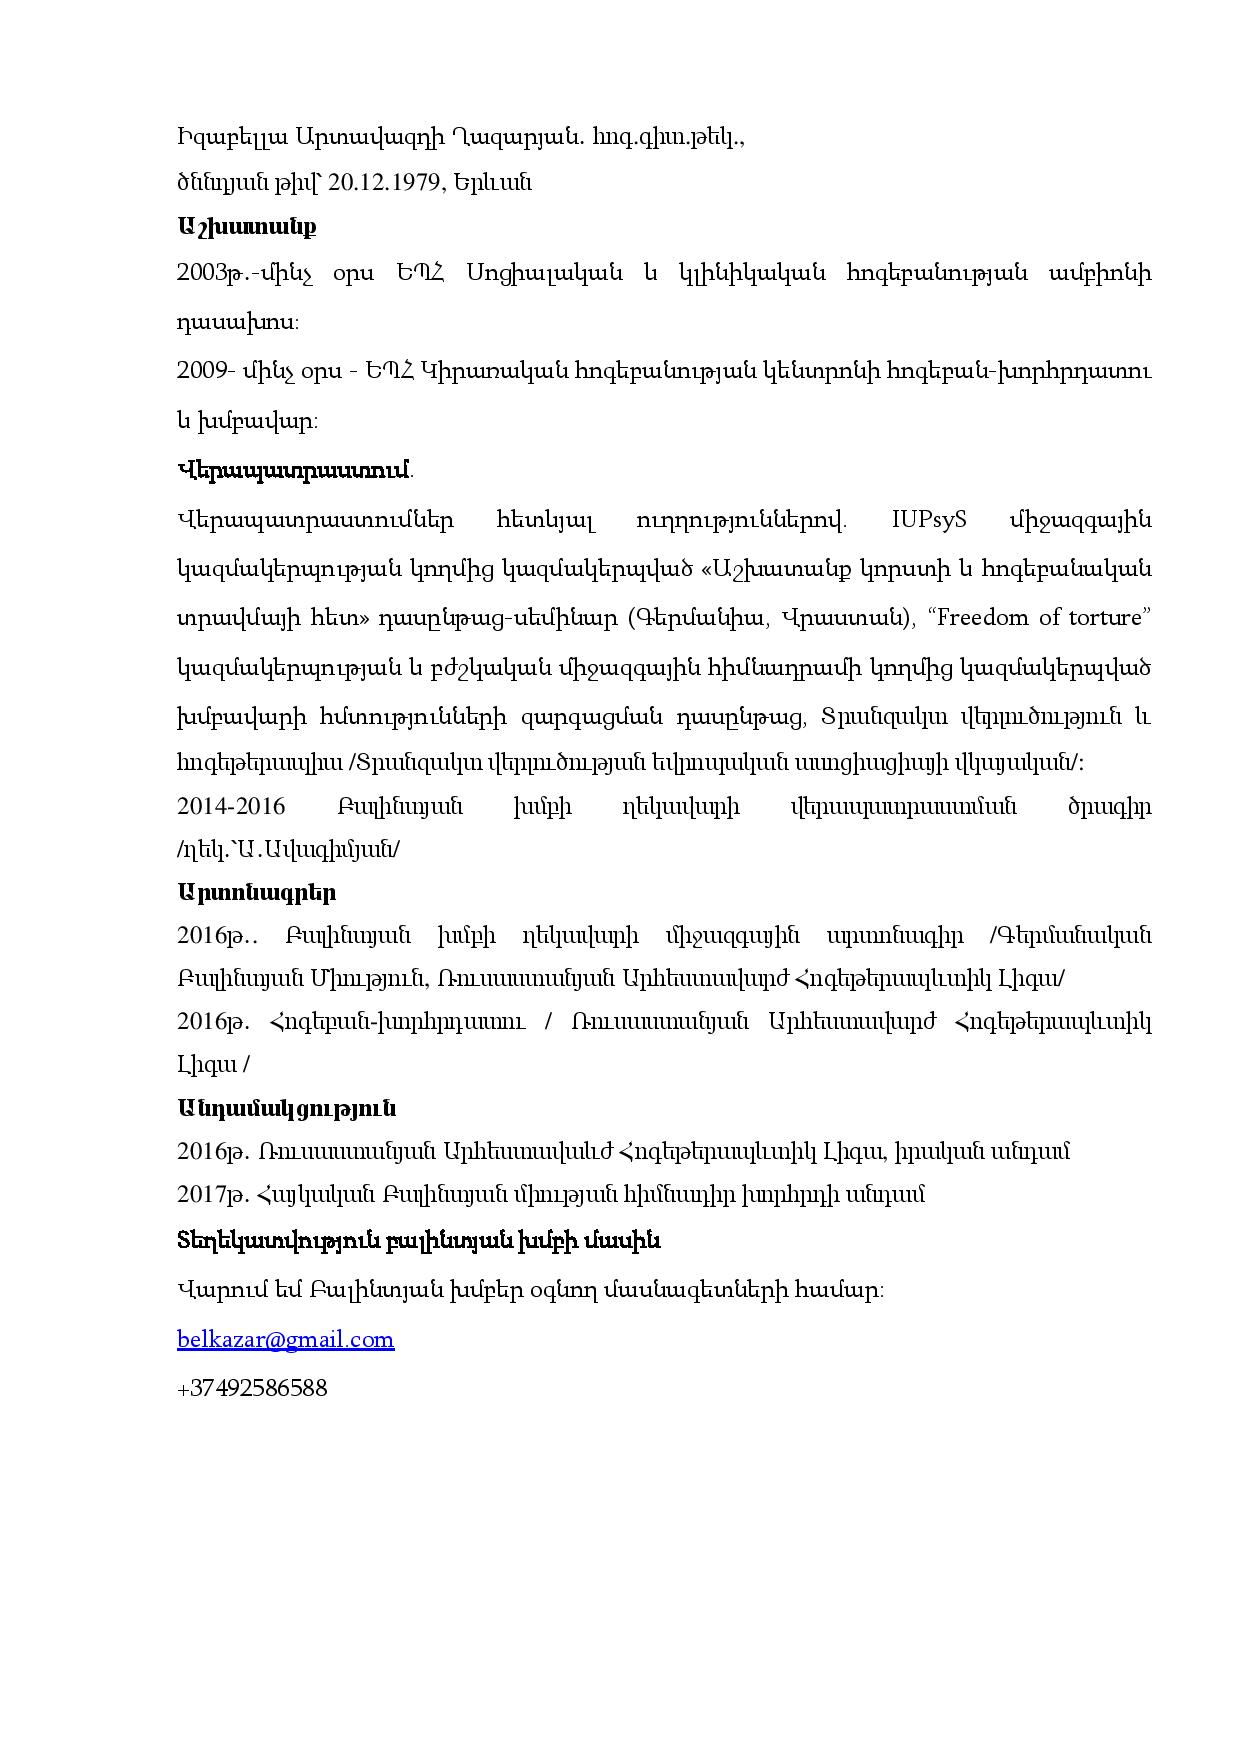 Իզաբելլա Արտավազդի Ղազարյան. հոգ.գիտ.թեկ.,
ծննդյան թիվ՝ 20.12.1979, Երևան
Աշխատանք
2003թ.-մինչ օրս ԵՊՀ Սոցիալական և կլինիկական հոգեբանության ամբիոնի
դասախոս:
2009- մինչ օրս - ԵՊՀ Կիրառական հոգեբանության կենտրոնի հոգեբան-խորհրդատու
և խմբավար:
Վերապատրաստում.
Վերապատրաստումներ հետևյալ ուղղություններով. IUPsyS միջազգային
կազմակերպության կողմից կազմակերպված «Աշխատանք կորստի և հոգեբանական
տրավմայի հետ» դասընթաց-սեմինար (Գերմանիա, Վրաստան), “Freedom of torture”
կազմակերպության և բժշկական միջազգային հիմնադրամի կողմից կազմակերպված
խմբավարի հմտությունների զարգացման դասընթաց, Տրանզակտ վերլուծություն և
հոգեթերապիա /Տրանզակտ վերլուծության եվրոպական ասոցիացիայի վկայական/:
2014-2016 Բալինտյան խմբի ղեկավարի վերապատրաստման ծրագիր
/ղեկ.՝Ա.Ավագիմյան/
Արտոնագրեր
2016թ.. Բալինտյան խմբի ղեկավարի միջազգային արտոնագիր /Գերմանական
Բալինտյան Միություն, Ռուսաստանյան Արհեստավարժ Հոգեթերապևտիկ Լիգա/
2016թ. Հոգեբան-խորհրդատու / Ռուսաստանյան Արհեստավարժ Հոգեթերապևտիկ
Լիգա /
Անդամակցություն
2016թ. Ռուսաստանյան Արհեստավաևժ Հոգեթերապևտիկ Լիգա, իրական անդամ
2017թ. Հայկական Բալինտյան միության հիմնադիր խորհրդի անդամ
Տեղեկատվություն բալինտյան խմբի մասին
Վարում եմ Բալինտյան խմբեր օգնող մասնագետների համար:
belkazar@gmail.com
+37492586588